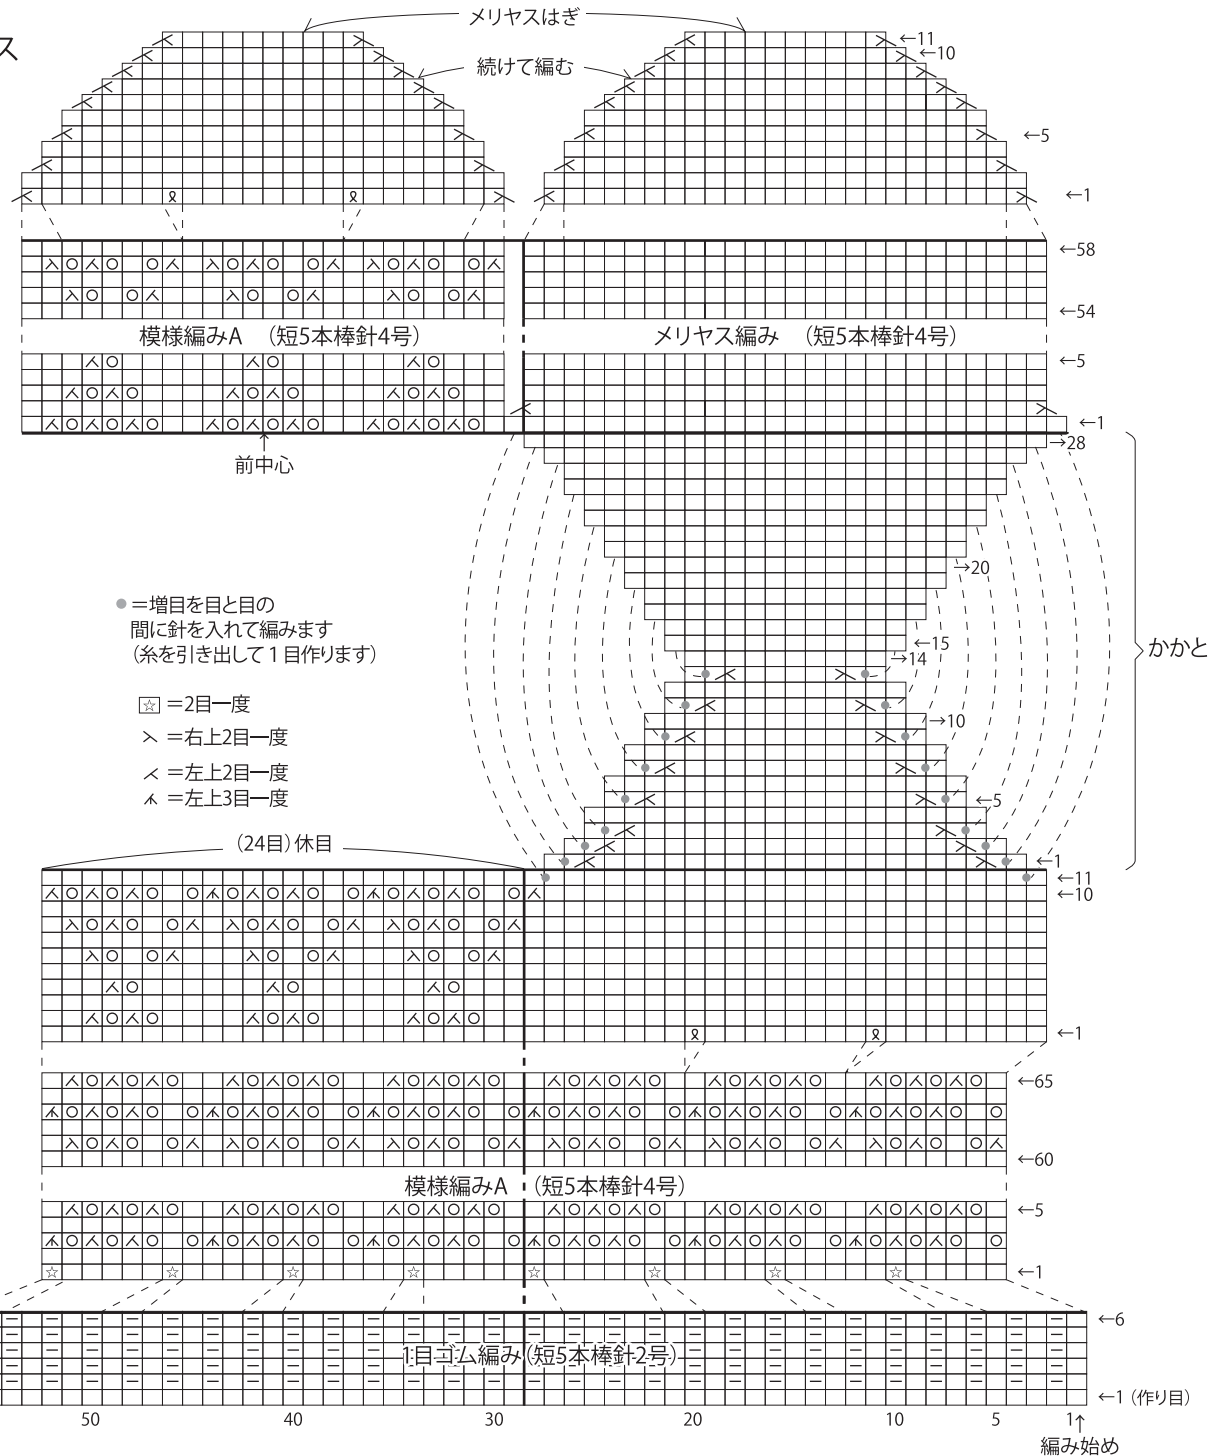 ス
メリヤスはぎ
←11
←10
続けて編む
←5
←1
←58
←54
模様編みA （短5本棒針4号）
メリヤス編み （短5本棒針4号）
←5
←1
→28
前中心
→20
●＝増目を目と目の
間に針を入れて編みます
（糸を引き出して１目作ります）
←15
→14
かかと
☆＝2目一度
→10
⋋＝右上2目一度
⋌＝左上2目一度
＝左上3目一度
←5
（24目）休目
←1
←11
←10
←1
←65
←60
模様編みA （短5本棒針4号）
←5
←1
←6
1目ゴム編み（短5本棒針2号）
←1（作り目）
50 40 30 20 10 5 1
編み始め